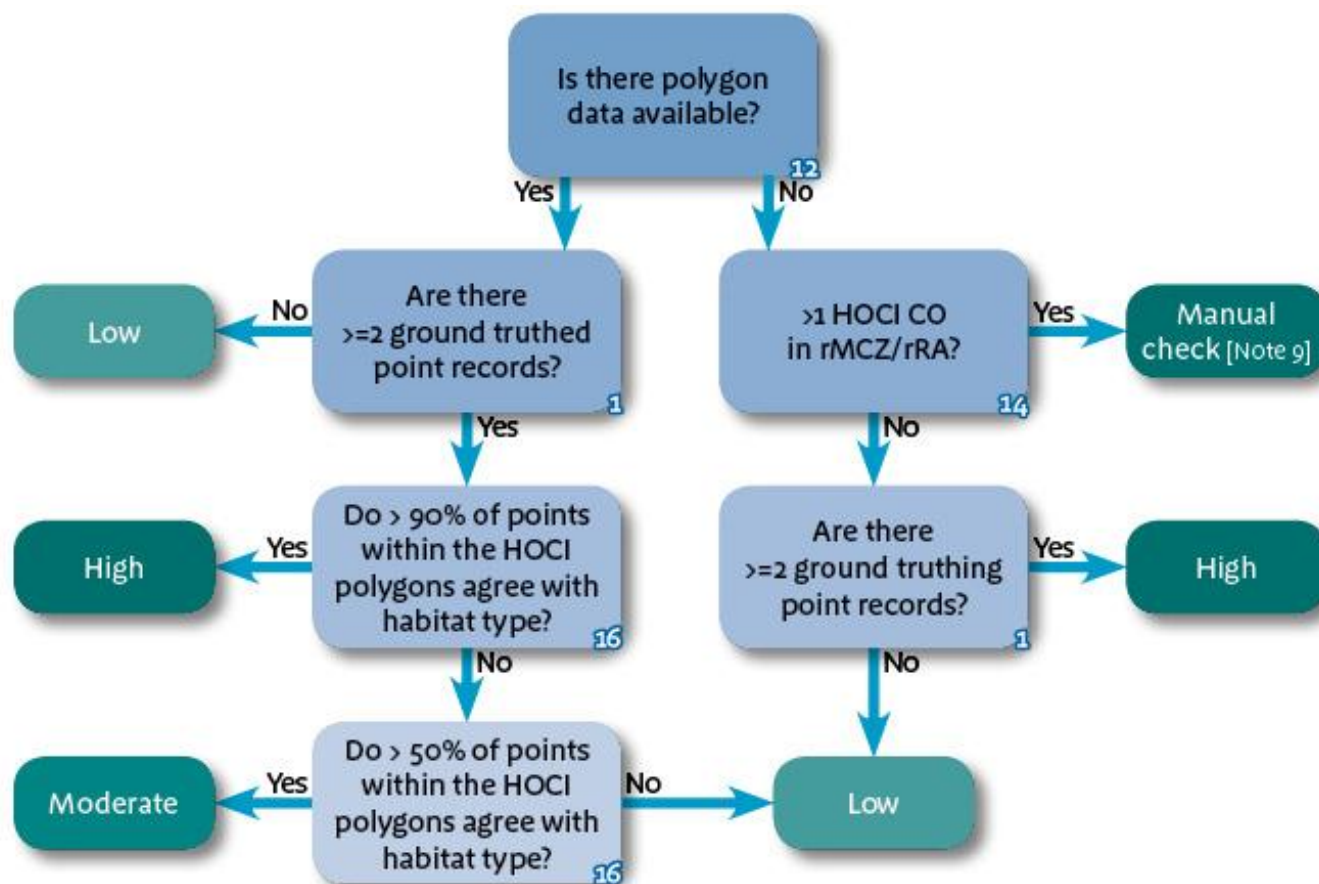 Is there polygon
data available?
12
Yes
No
Low
No
Are there
>=2 ground truthed
point records?
1
>1 HOCI CO
in rMCZ/rRA?
14
Yes
Manual
check [Note 9]
Yes
No
High
Yes
Do > 90% of points
within the HOCI
polygons agree with
habitat type?
16
Are there
>=2 ground truthing
point records?
1
Yes
High
No
No
Moderate
Yes
Do > 50% of points
within the HOCI
polygons agree with
habitat type?
16
No
Low